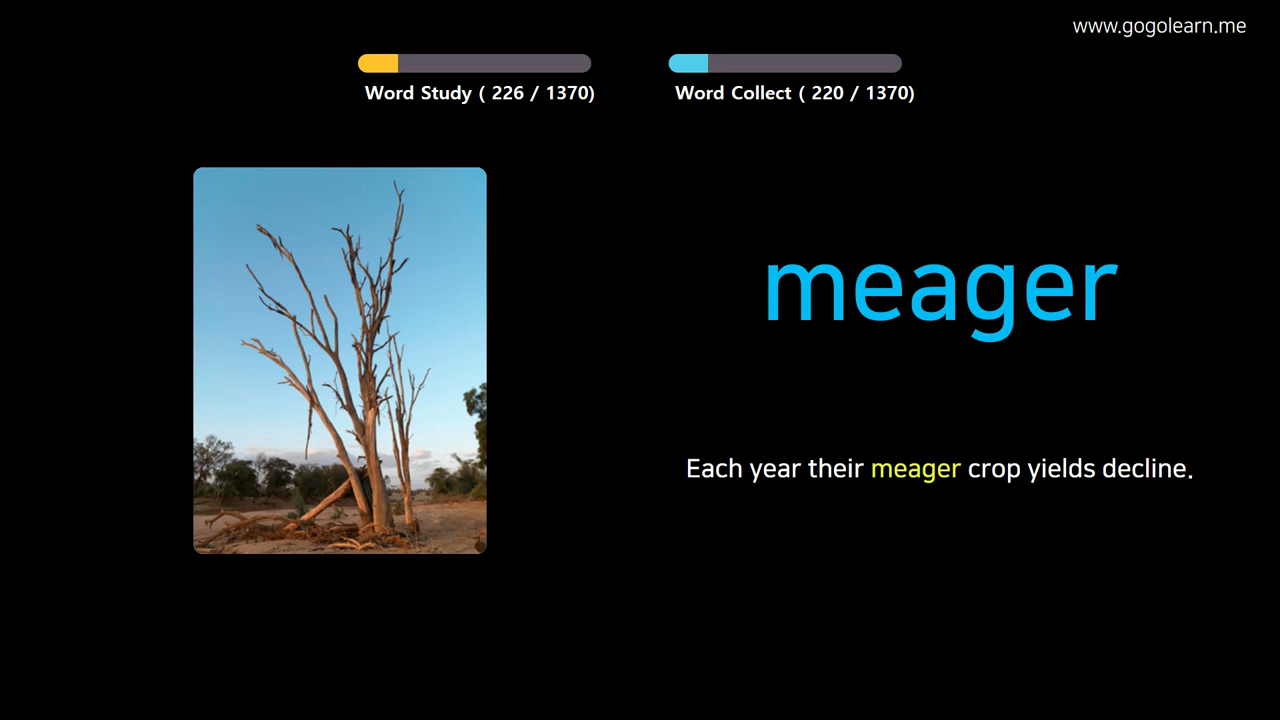 www.gogolearn.me
Word Study ( 226 / 1370)
Word Collect ( 220 / 1370)
meager
Each year their meager crop yields decline.